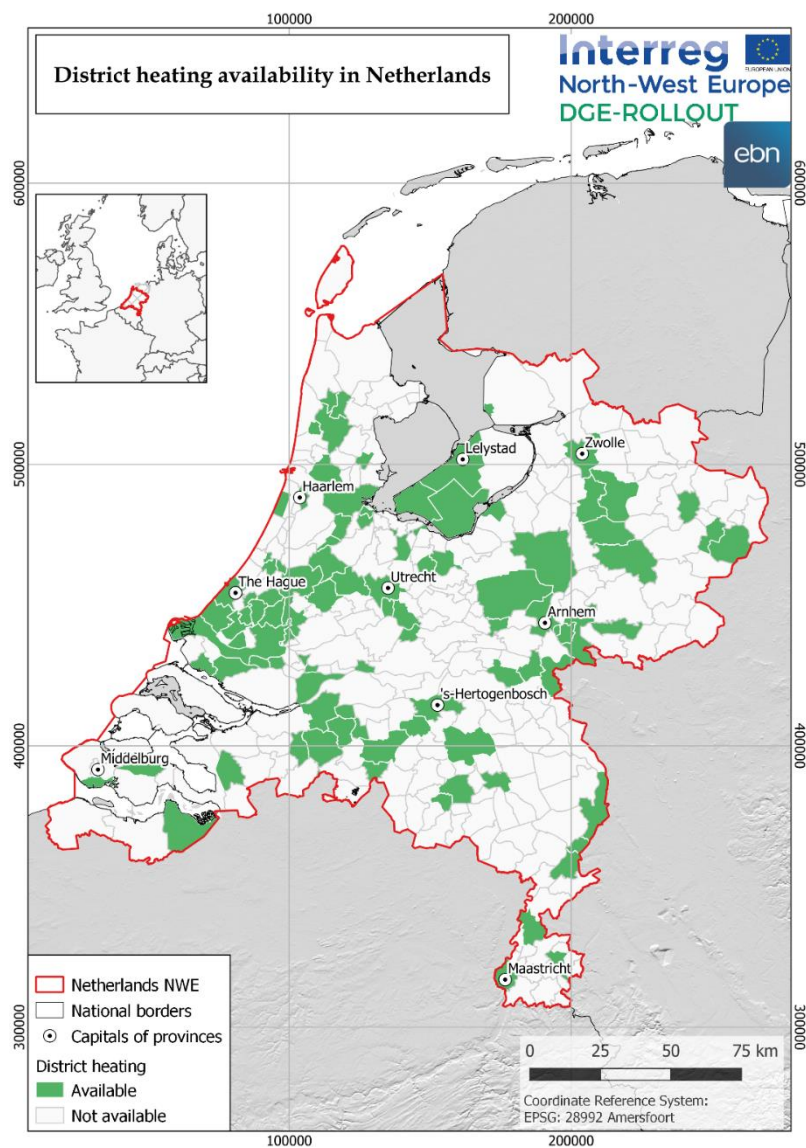 100000
200000
District heating availability in Netherlands
Interreg
EUROPEAN UNION
North-West Europe
DGE-ROLLOUT
ebn
600000
600000
500000
500000
400000
400000
300000
300000
Zwolle
Lelystad
Haarlem
Utrecht
The Hague
Arnhem
's-Hertogenbosch
Middelburg
Maastricht
Netherlands NWE
National borders
Capitals of provinces
District heating
Available
Not available
0 25 50 75 km
Coordinate Reference System:
EPSG: 28992 Amersfoort
100000
200000